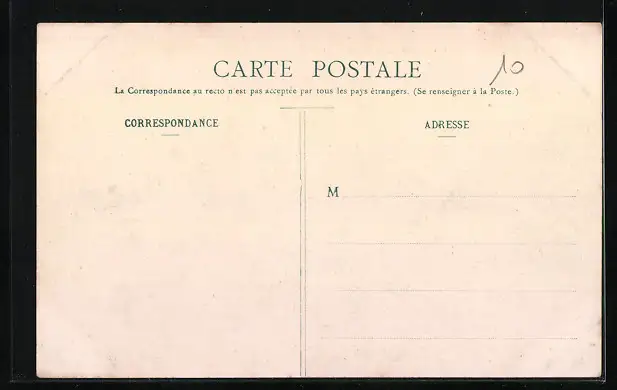 CARTE POSTALE
10
La Correspondance au recto n'est pas acceptée par tous les pays étrangers. (Se renseigner à la Poste.)
CORRESPONDANCE
ADRESSE
M